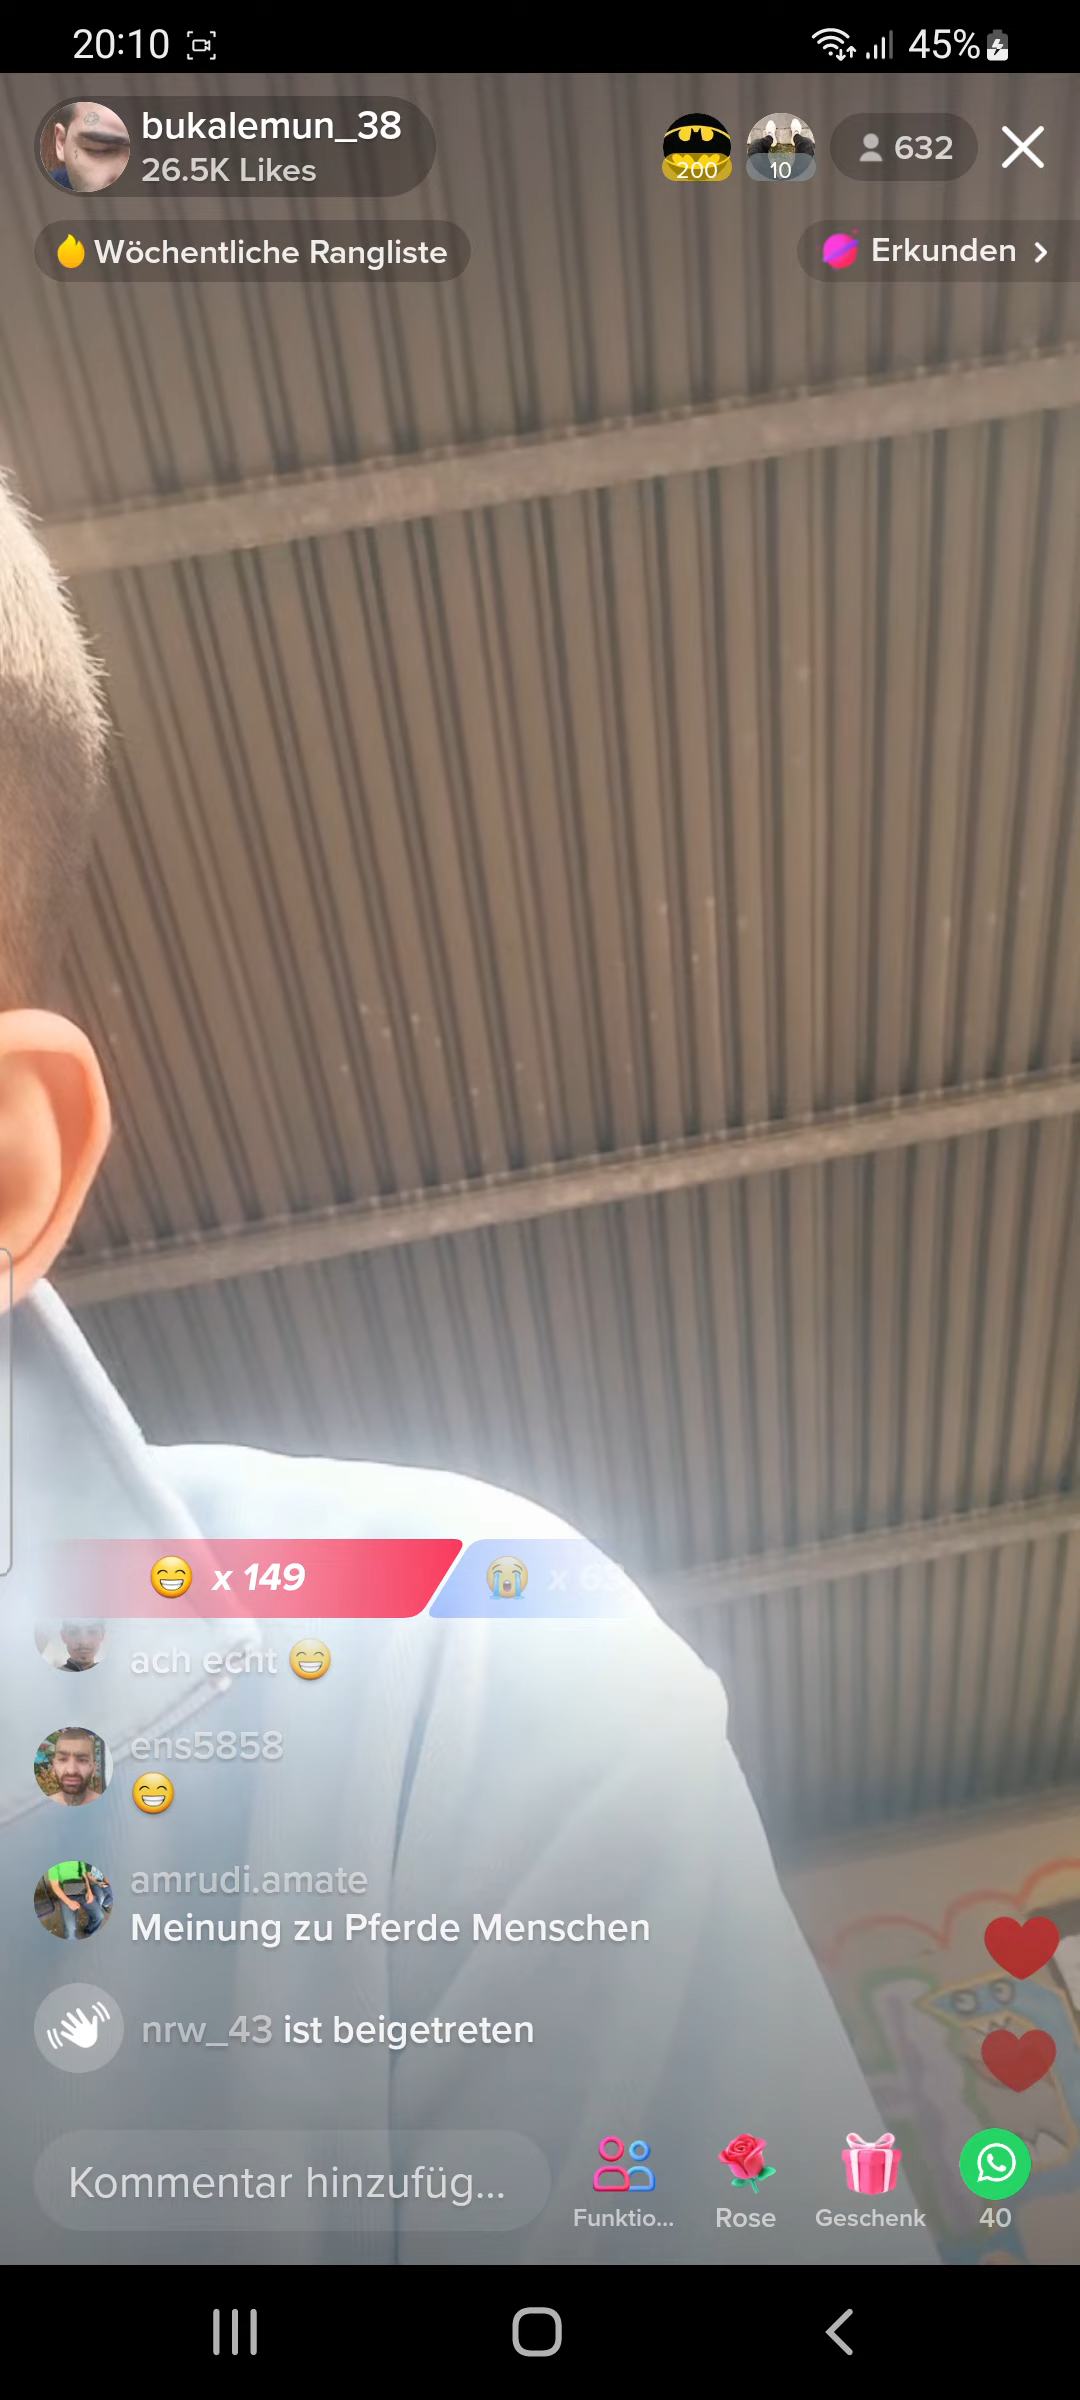 20:10
45%
bukalemun_38
26.5K Likes
200
10
632
Wöchentliche Rangliste
Erkunden
x 149
x
ach echt 😁
ens5858
😁
amrudi.amate
Meinung zu Pferde Menschen
nrw_43 ist beigetreten
Kommentar hinzufüg...
Funktio...
Rose
Geschenk
40